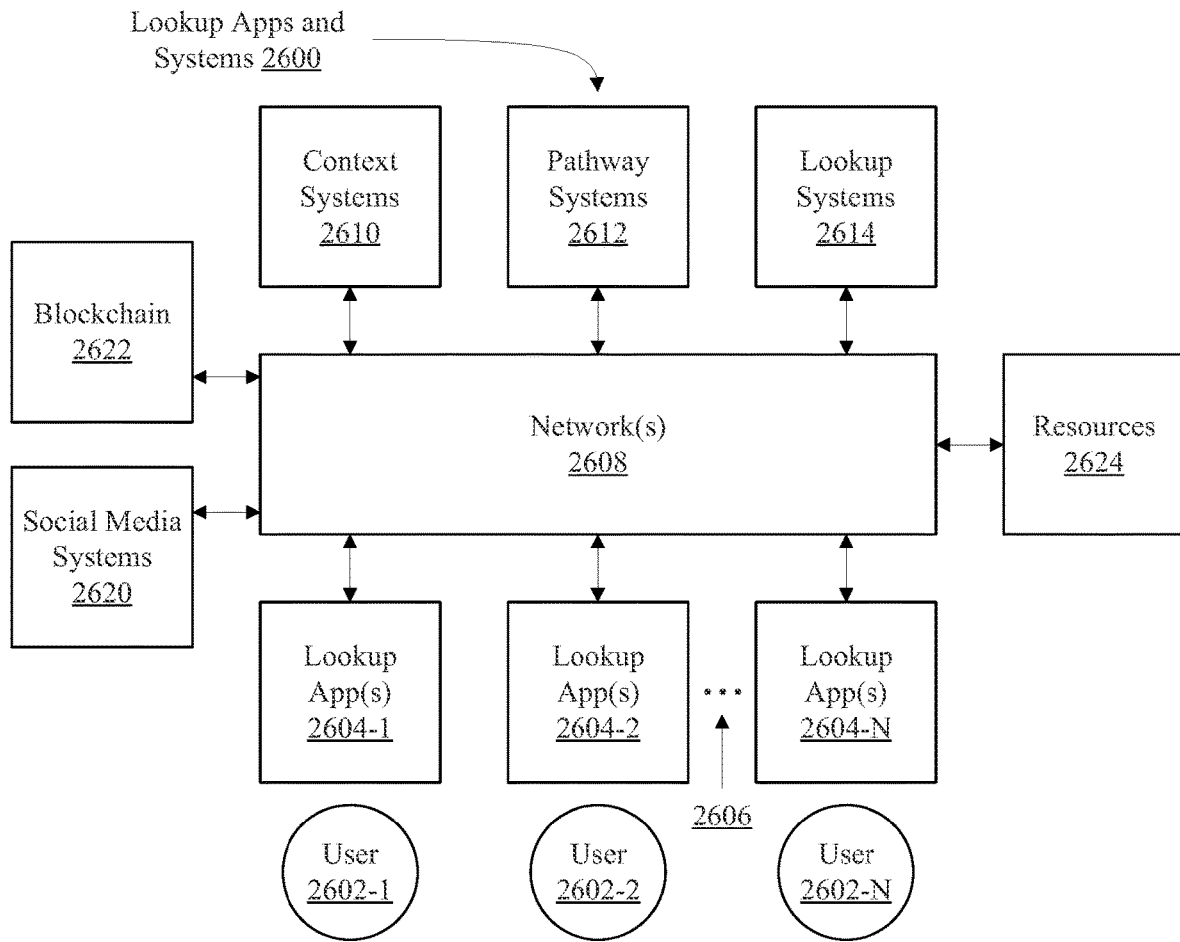 Lookup Apps and
Systems 2600
Context
Systems
2610
Pathway
Systems
2612
Lookup
Systems
2614
Blockchain
2622
Network(s)
2608
Resources
2624
Social Media
Systems
2620
Lookup
App(s)
2604-1
Lookup
App(s)
2604-2
...
Lookup
App(s)
2604-N
2606
User
2602-1
User
2602-2
User
2602-N